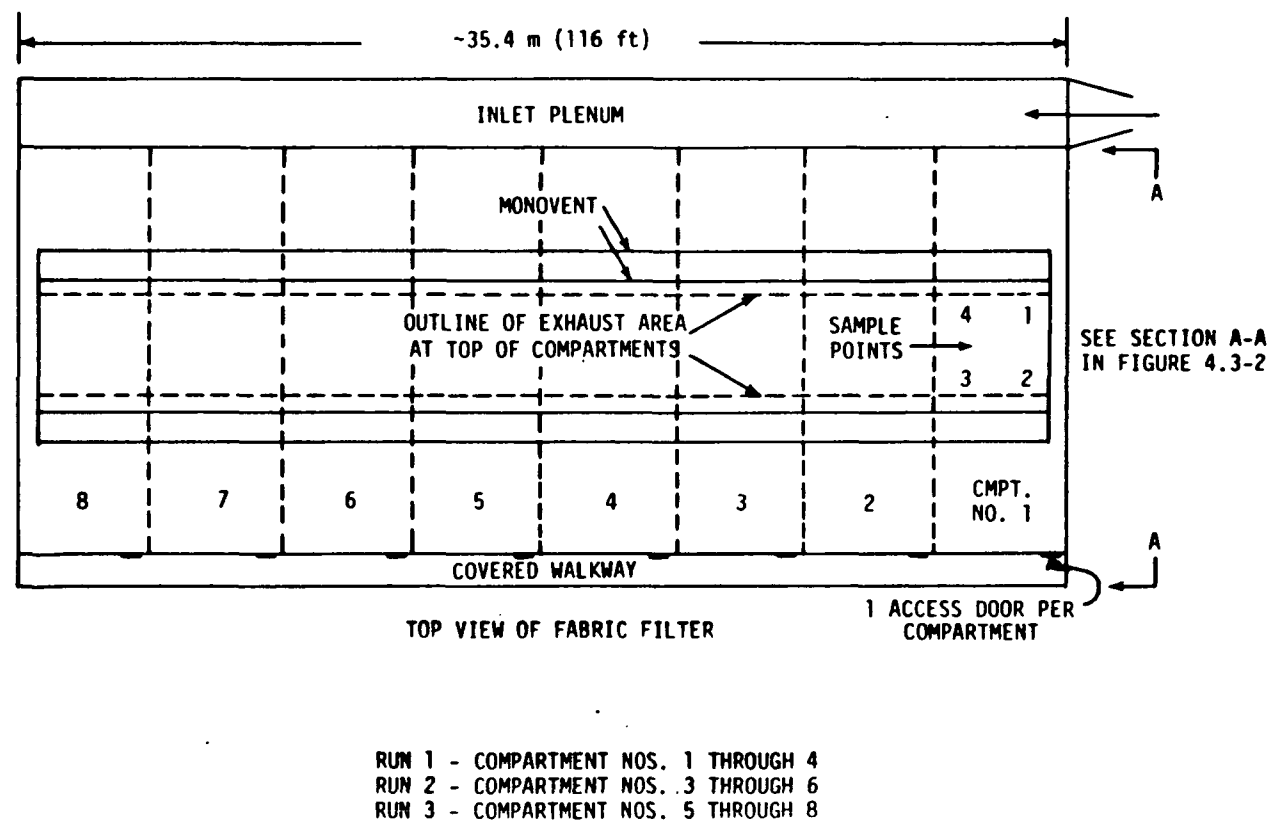 ~35.4 m (116 ft)
INLET PLENUM
A
MONOVENT
OUTLINE OF EXHAUST AREA
AT TOP OF COMPARTMENTS
SAMPLE
POINTS
4 1
3 2
SEE SECTION A-A
IN FIGURE 4.3-2
8 7 6 5 4 3 2
CMPT.
NO. 1
A
COVERED WALKWAY
1 ACCESS DOOR PER
COMPARTMENT
TOP VIEW OF FABRIC FILTER
RUN 1 - COMPARTMENT NOS. 1 THROUGH 4
RUN 2 - COMPARTMENT NOS. 3 THROUGH 6
RUN 3 - COMPARTMENT NOS. 5 THROUGH 8